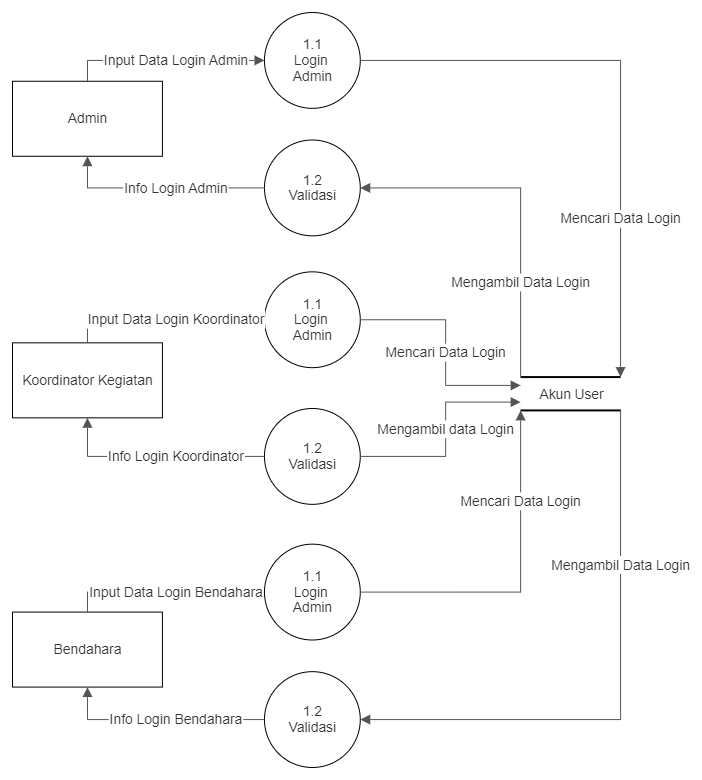 1.1
Login
Admin
Input Data Login Admin
Admin
1.2
Validasi
Info Login Admin
Mencari Data Login
Mengambil Data Login
1.1
Login
Admin
Input Data Login Koordinator
Mencari Data Login
Koordinator Kegiatan
Akun User
Mengambil data Login
1.2
Validasi
Info Login Koordinator
Mencari Data Login
Mengambil Data Login
1.1
Login
Admin
Input Data Login Bendahara
Bendahara
1.2
Validasi
Info Login Bendahara